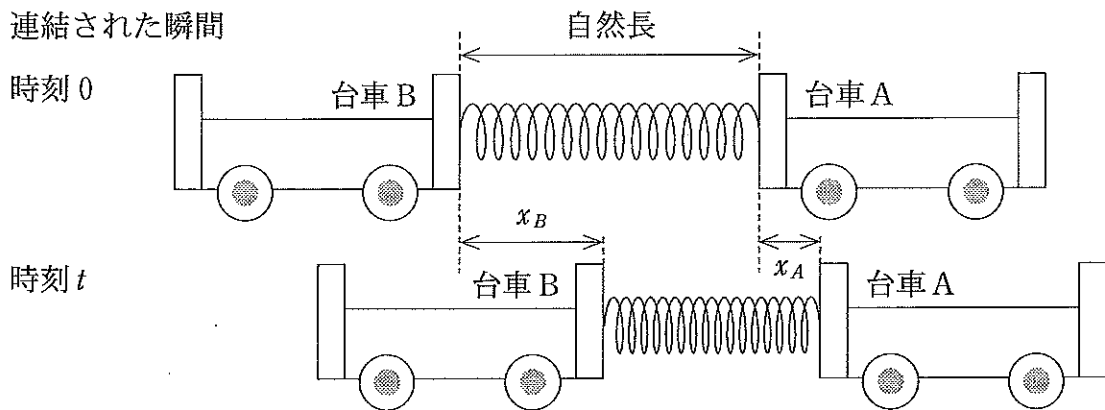 連結された瞬間
自然長
時刻 0
台車 B
台車 A
x_B
x_A
時刻 t
台車 B
台車 A